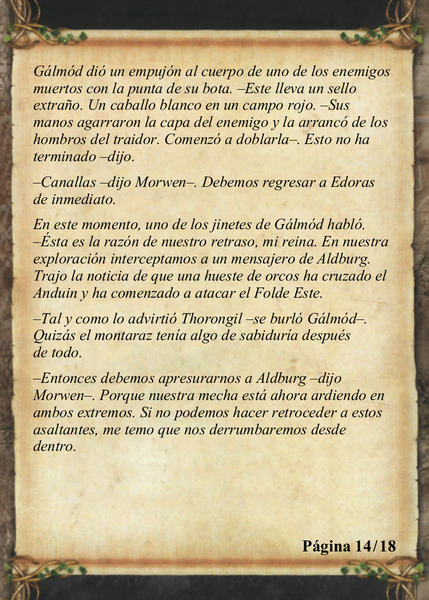 Gálmód dió un empujón al cuerpo de uno de los enemigos
muertos con la punta de su bota. –Este lleva un sello
extraño. Un caballo blanco en un campo rojo. –Sus
manos agarraron la capa del enemigo y la arrancó de los
hombros del traidor. Comenzó a doblarla–. Esto no ha
terminado –dijo.
–Canallas –dijo Morwen–. Debemos regresar a Edoras
de inmediato.
En este momento, uno de los jinetes de Gálmód habló.
–Ésta es la razón de nuestro retraso, mi reina. En nuestra
exploración interceptamos a un mensajero de Aldburg.
Trajo la noticia de que una hueste de orcos ha cruzado el
Anduin y ha comenzado a atacar el Folde Este.
–Tal y como lo advirtió Thorongil –se burló Gálmód–.
Quizás el montaraz tenía algo de sabiduría después
de todo.
–Entonces debemos apresurarnos a Aldburg –dijo
Morwen–. Porque nuestra mecha está ahora ardiendo en
ambos extremos. Si no podemos hacer retroceder a estos
asaltantes, me temo que nos derrumbaremos desde
dentro.
Página 14/18